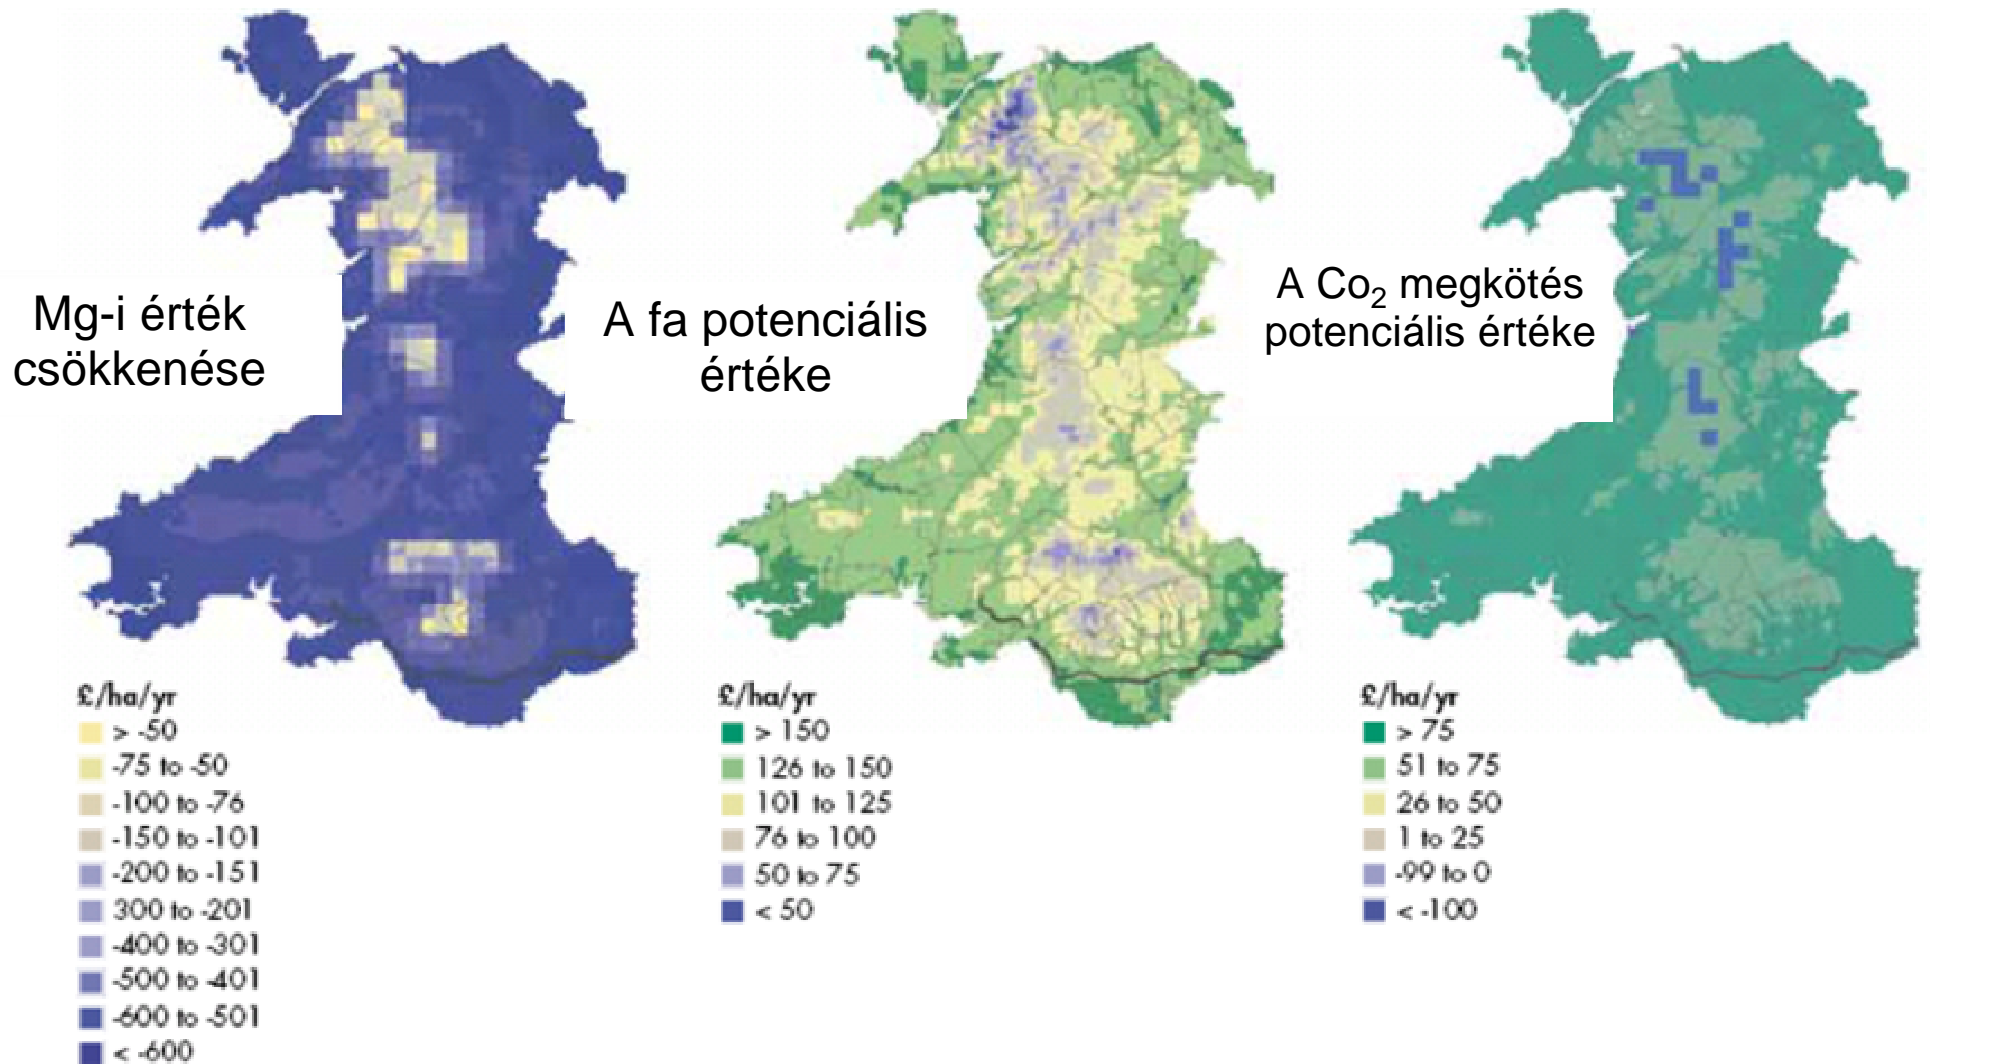 Mg-i érték
csökkenése
£/ha/yr
> -50
-75 to -50
-100 to -76
-150 to -101
-200 to -151
300 to -201
-400 to -301
-500 to -401
-600 to -501
< -600
A fa potenciális
értéke
£/ha/yr
> 150
126 to 150
101 to 125
76 to 100
50 to 75
< 50
A Co₂ megkötés
potenciális értéke
£/ha/yr
> 75
51 to 75
26 to 50
1 to 25
-99 to 0
< -100